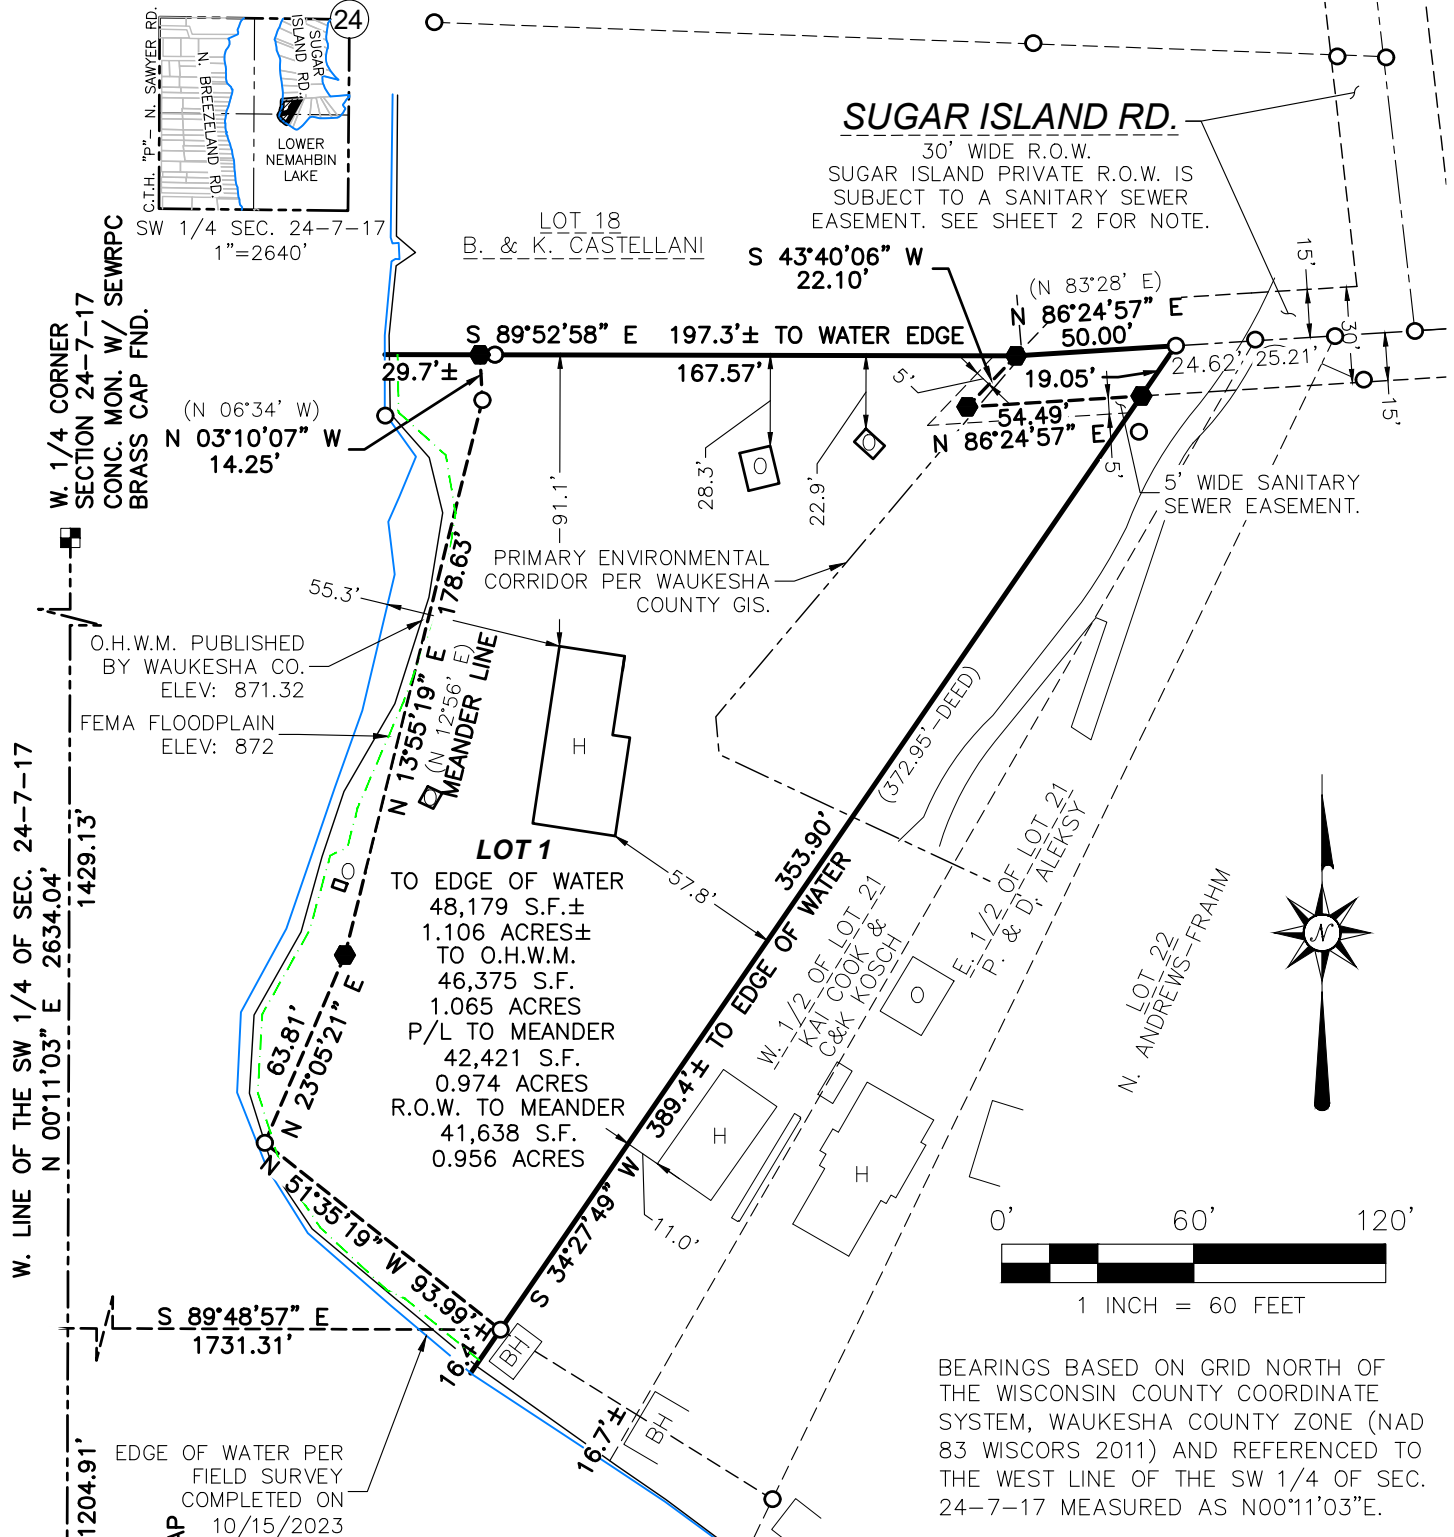 24
C.T.H. "P"- N. SAWYER RD.
N. BREEZELAND RD.
SUGAR
ISLAND RD.
LOWER
NEMAHBIN
LAKE
SW 1/4 SEC. 24-7-17
1"=2640'
SUGAR ISLAND RD.
30' WIDE R.O.W.
SUGAR ISLAND PRIVATE R.O.W. IS
SUBJECT TO A SANITARY SEWER
EASEMENT. SEE SHEET 2 FOR NOTE.
LOT 18
B. & K. CASTELLANI
S 43°40'06" W
22.10'
(N 83°28' E)
N 86°24'57" E
50.00'
15'
30'
15'
24.62'
25.21'
W. 1/4 CORNER
SECTION 24-7-17
CONC. MON. W/ SEWRPC
BRASS CAP FND.
S 89°52'58" E 197.3'± TO WATER EDGE
29.7'±
167.57'
5'
19.05'
54.49'
N 86°24'57" E
5'
(N 06°34' W)
N 03°10'07" W
14.25'
28.3'
O
22.9'
O
91.1'
5' WIDE SANITARY
SEWER EASEMENT.
PRIMARY ENVIRONMENTAL
CORRIDOR PER WAUKESHA
COUNTY GIS.
55.3'
O.H.W.M. PUBLISHED
BY WAUKESHA CO.
ELEV: 871.32
FEMA FLOODPLAIN
ELEV: 872
N 13°55'19" E 178.63'
(N 12°56' E)
MEANDER LINE
O
O
H
(372.95'-DEED)
W. LINE OF THE SW 1/4 OF SEC. 24-7-17
N 00°11'03" E 2634.04'
1429.13'
LOT 1
TO EDGE OF WATER
48,179 S.F.±
1.106 ACRES±
TO O.H.W.M.
46,375 S.F.
1.065 ACRES
P/L TO MEANDER
42,421 S.F.
0.974 ACRES
R.O.W. TO MEANDER
41,638 S.F.
0.956 ACRES
57.8'
353.90'
S 34°27'49" W 389.4'± TO EDGE OF WATER
W. 1/2 OF LOT 21
KAI COOK &
C&K KOSCH
E. 1/2 OF LOT 21
P. & D. ALEKSY
LOT 22
N. ANDREWS-FRAHM
O
H
H
N
63.81'
N 23°05'21" E
N 51°35'19" W 93.99'
11.0'
0' 60' 120'
1 INCH = 60 FEET
S 89°48'57" E
1731.31'
16.4'±
BH
BH
16.7'±
EDGE OF WATER PER
FIELD SURVEY
COMPLETED ON
10/15/2023
1204.91'
AP
BEARINGS BASED ON GRID NORTH OF
THE WISCONSIN COUNTY COORDINATE
SYSTEM, WAUKESHA COUNTY ZONE (NAD
83 WISCORS 2011) AND REFERENCED TO
THE WEST LINE OF THE SW 1/4 OF SEC.
24-7-17 MEASURED AS N00°11'03"E.